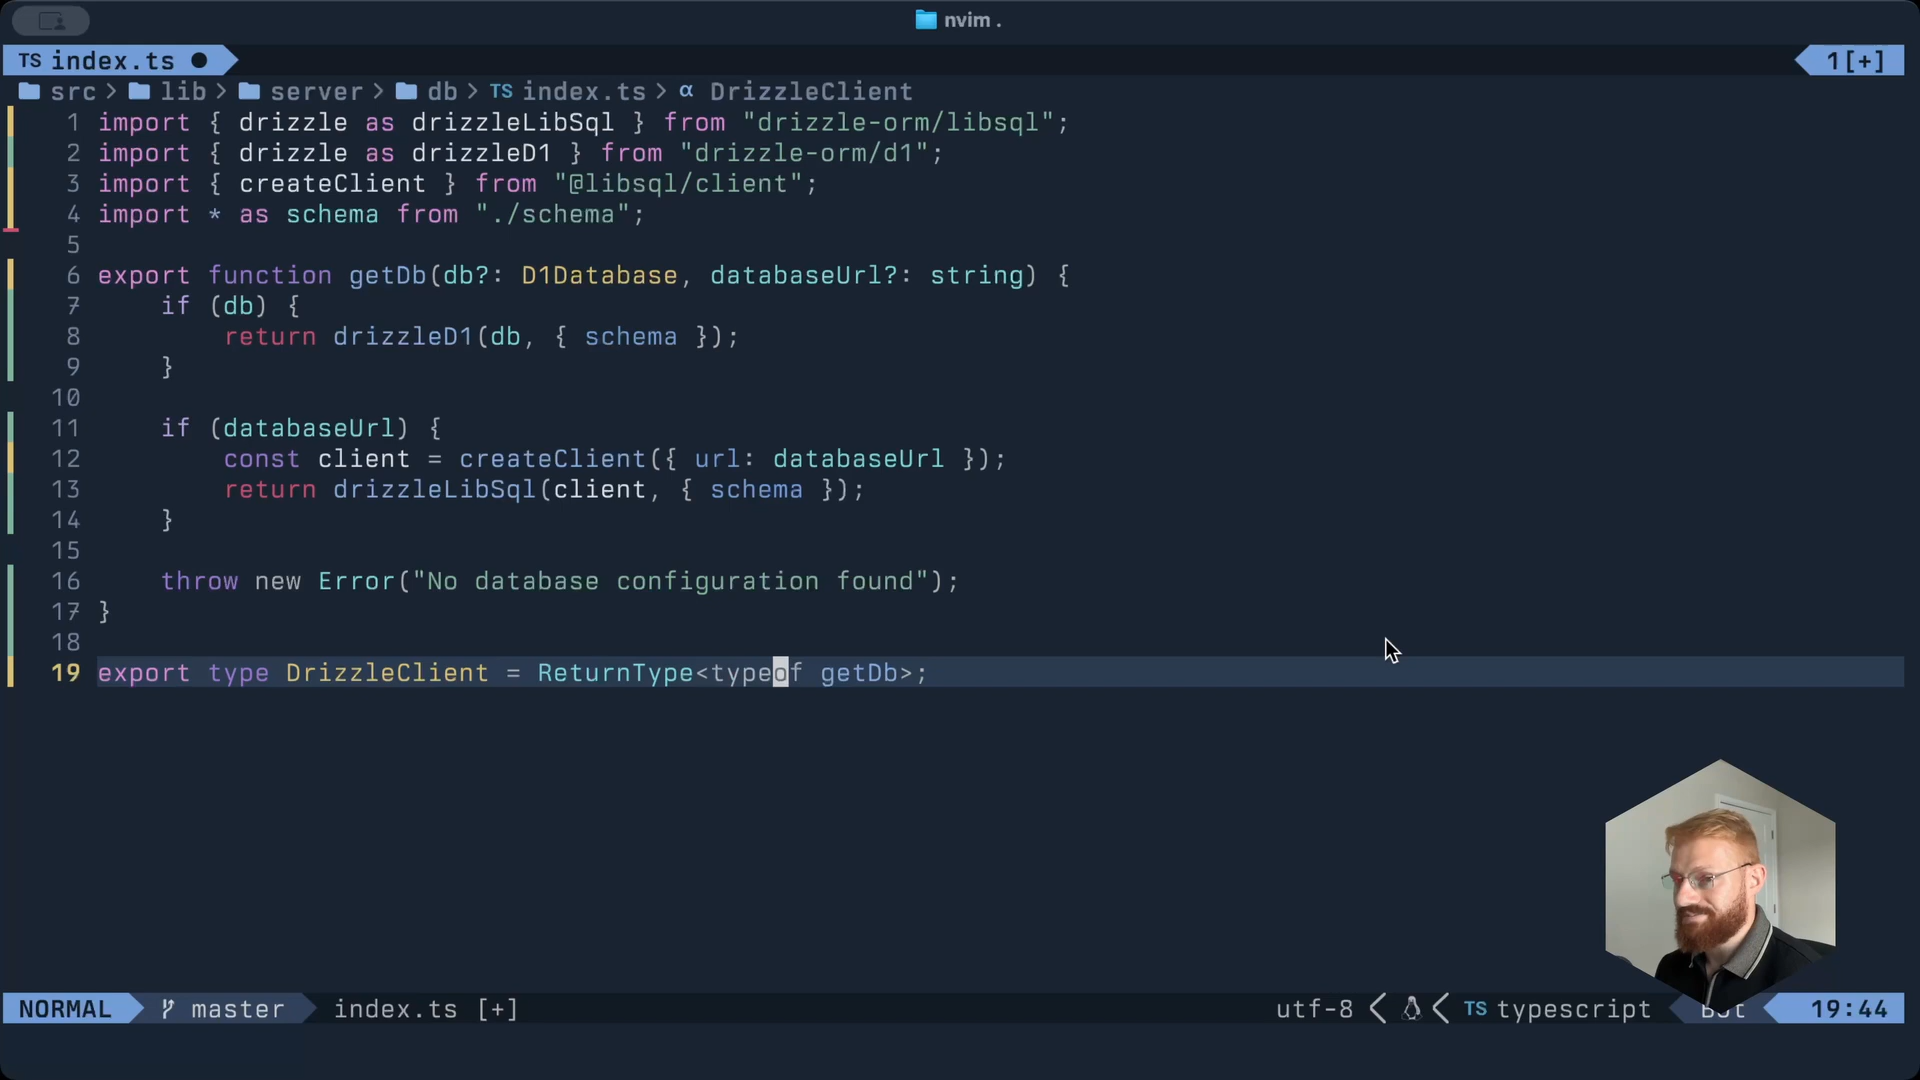 nvim .
TS index.ts ●
1[+]
src > lib > server > db > TS index.ts > α DrizzleClient
1 import { drizzle as drizzleLibSql } from "drizzle-orm/libsql";
2 import { drizzle as drizzleD1 } from "drizzle-orm/d1";
3 import { createClient } from "@libsql/client";
4 import * as schema from "./schema";
5
6 export function getDb(db?: D1Database, databaseUrl?: string) {
7     if (db) {
8         return drizzleD1(db, { schema });
9     }
10
11     if (databaseUrl) {
12         const client = createClient({ url: databaseUrl });
13         return drizzleLibSql(client, { schema });
14     }
15
16     throw new Error("No database configuration found");
17 }
18
19 export type DrizzleClient = ReturnType<typeof getDb>;
NORMAL master index.ts [+] utf-8 < < TS typescript Bot 19:44